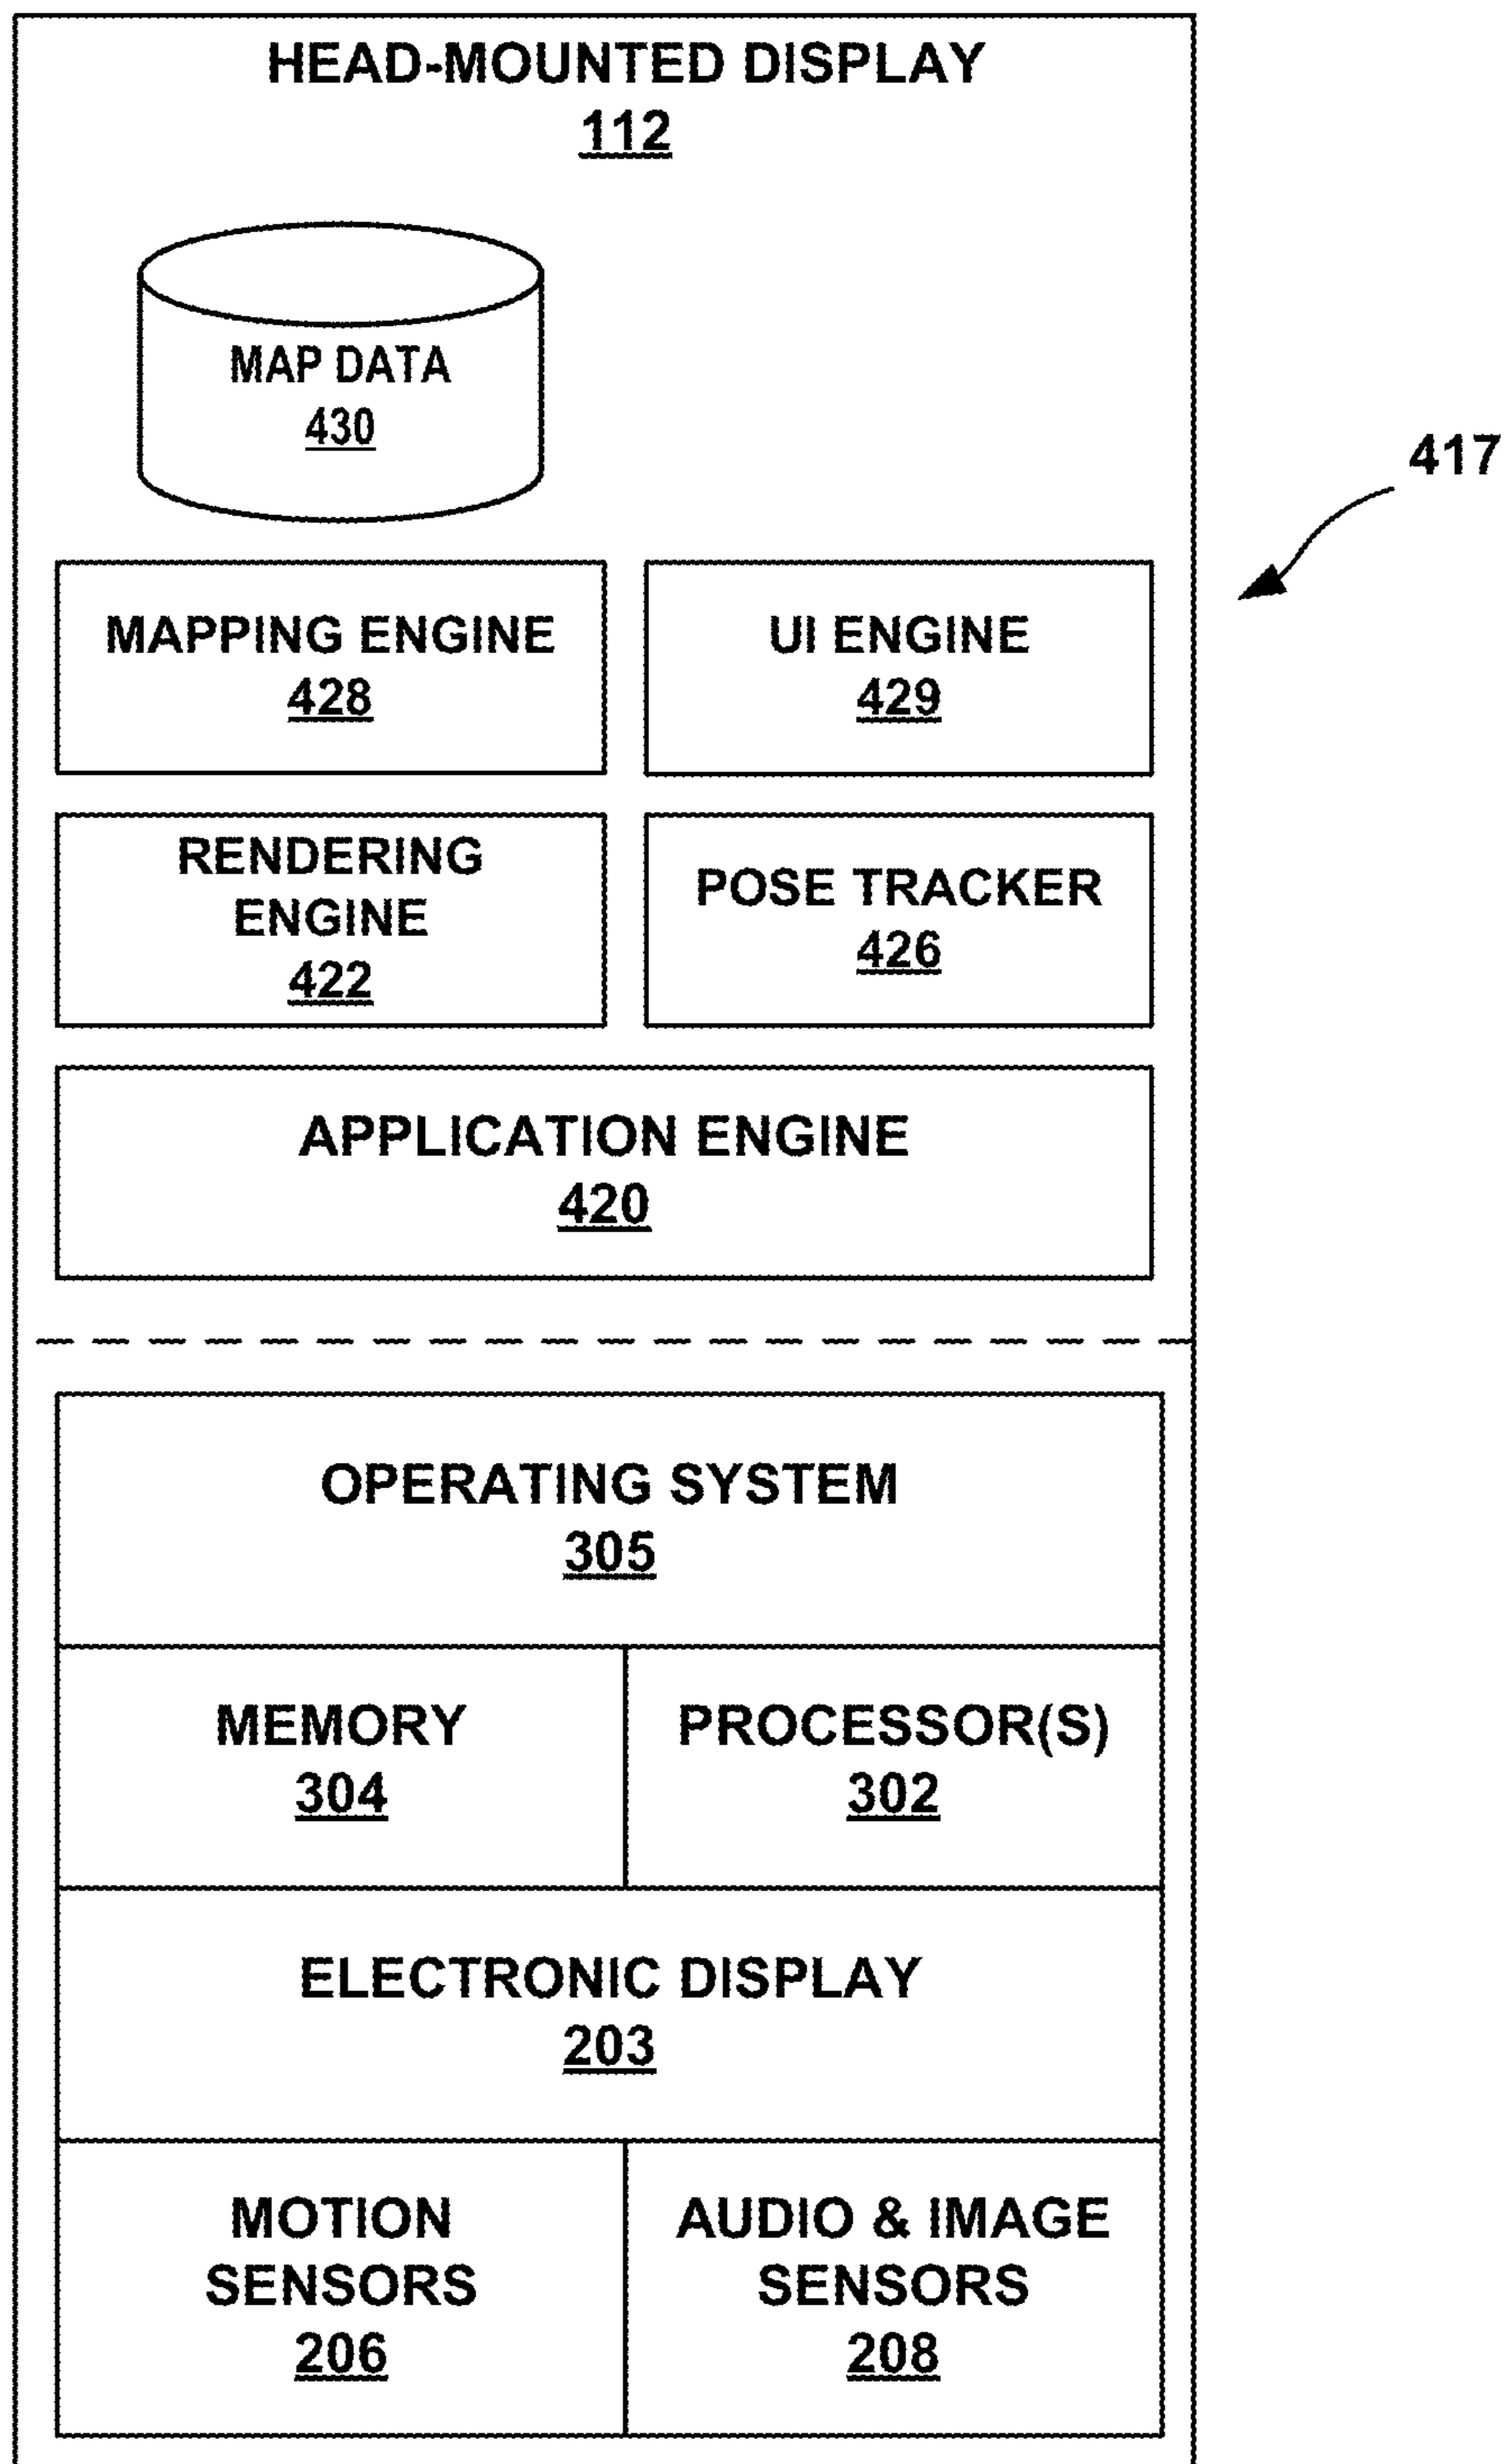 HEAD-MOUNTED DISPLAY
112
MAP DATA
430
417
MAPPING ENGINE
428
UI ENGINE
429
RENDERING
ENGINE
422
POSE TRACKER
426
APPLICATION ENGINE
420
OPERATING SYSTEM
305
MEMORY
304
PROCESSOR(S)
302
ELECTRONIC DISPLAY
203
MOTION
SENSORS
206
AUDIO & IMAGE
SENSORS
208